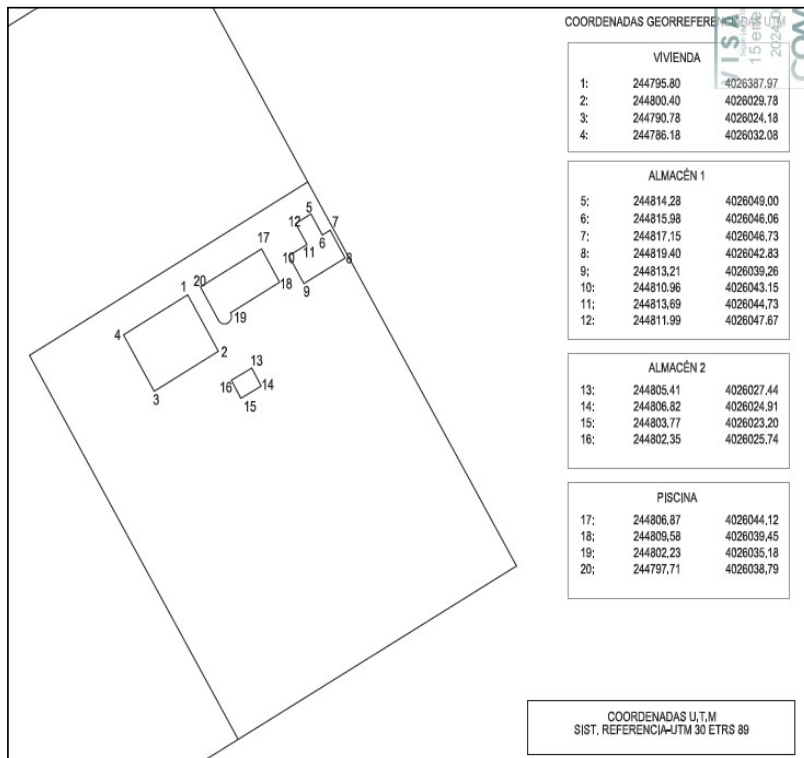 COORDENADAS GEORREFERENCIADAS UTM
VISA
15 ene
2024
VIVIENDA
1: 244795.80 4026387.97
2: 244800.40 4026029.78
3: 244790.78 4026024.18
4: 244786.18 4026032.08
ALMACÉN 1
5: 244814,28 4026049,00
6: 244815,98 4026046,06
7: 244817,15 4026046,73
8: 244819.40 4026042,83
9; 244813,21 4026039,26
10: 244810.96 4026043.15
11; 244813,69 4026044,73
12: 244811.99 4026047.67
ALMACÉN 2
13: 244805.41 4026027.44
14: 244806,82 4026024,91
15: 244803.77 4026023.20
16: 244802.35 4026025.74
PISCINA
17: 244806,87 4026044,12
18; 244809,58 4026039,45
19; 244802,23 4026035,18
20; 244797,71 4026038,79
COORDENADAS U,T,M
SIST, REFERENCIA-UTM 30 ETRS 89
5
12
7
6
11
10
8
9
17
20
18
1
19
4
2
13
16
14
3
15